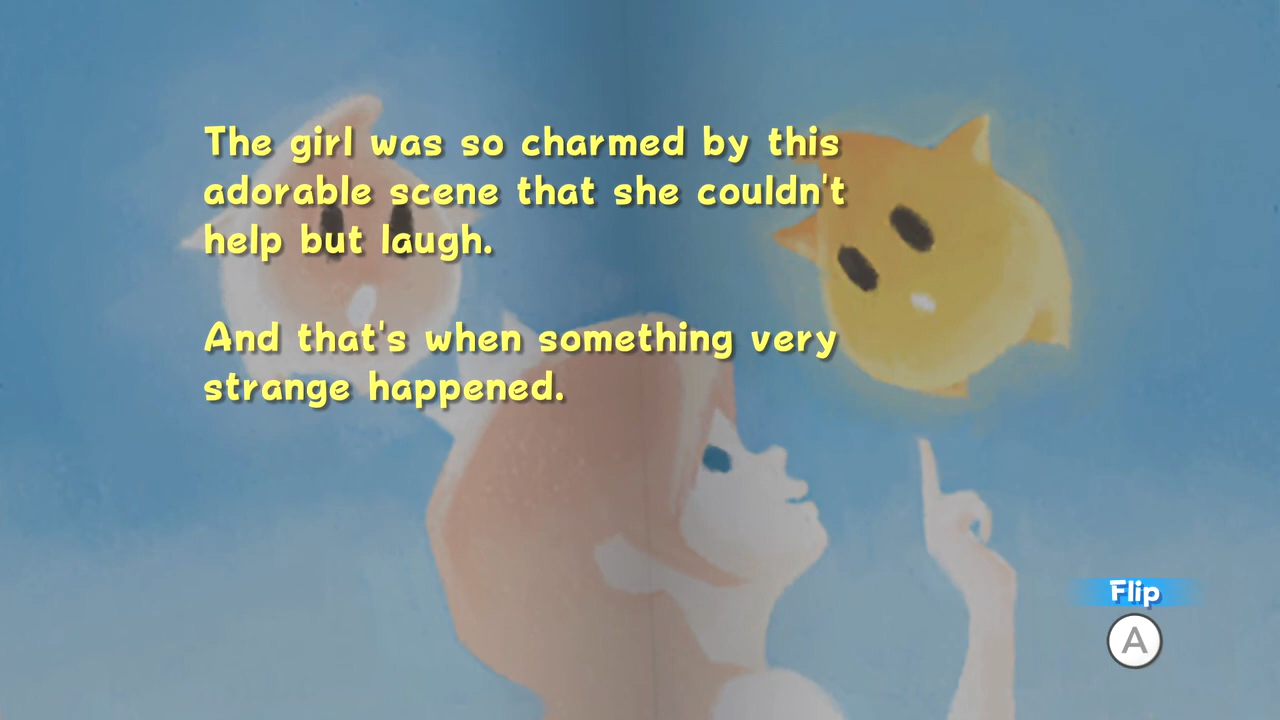 The girl was so charmed by this
adorable scene that she couldn't
help but laugh.
And that's when something very
strange happened.
Flip
A